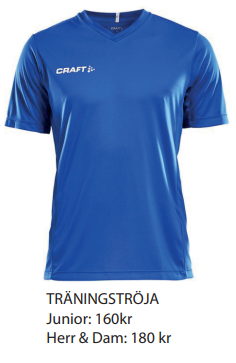 CRAFT
TRÄNINGSTRÖJA
Junior: 160kr
Herr & Dam: 180 kr